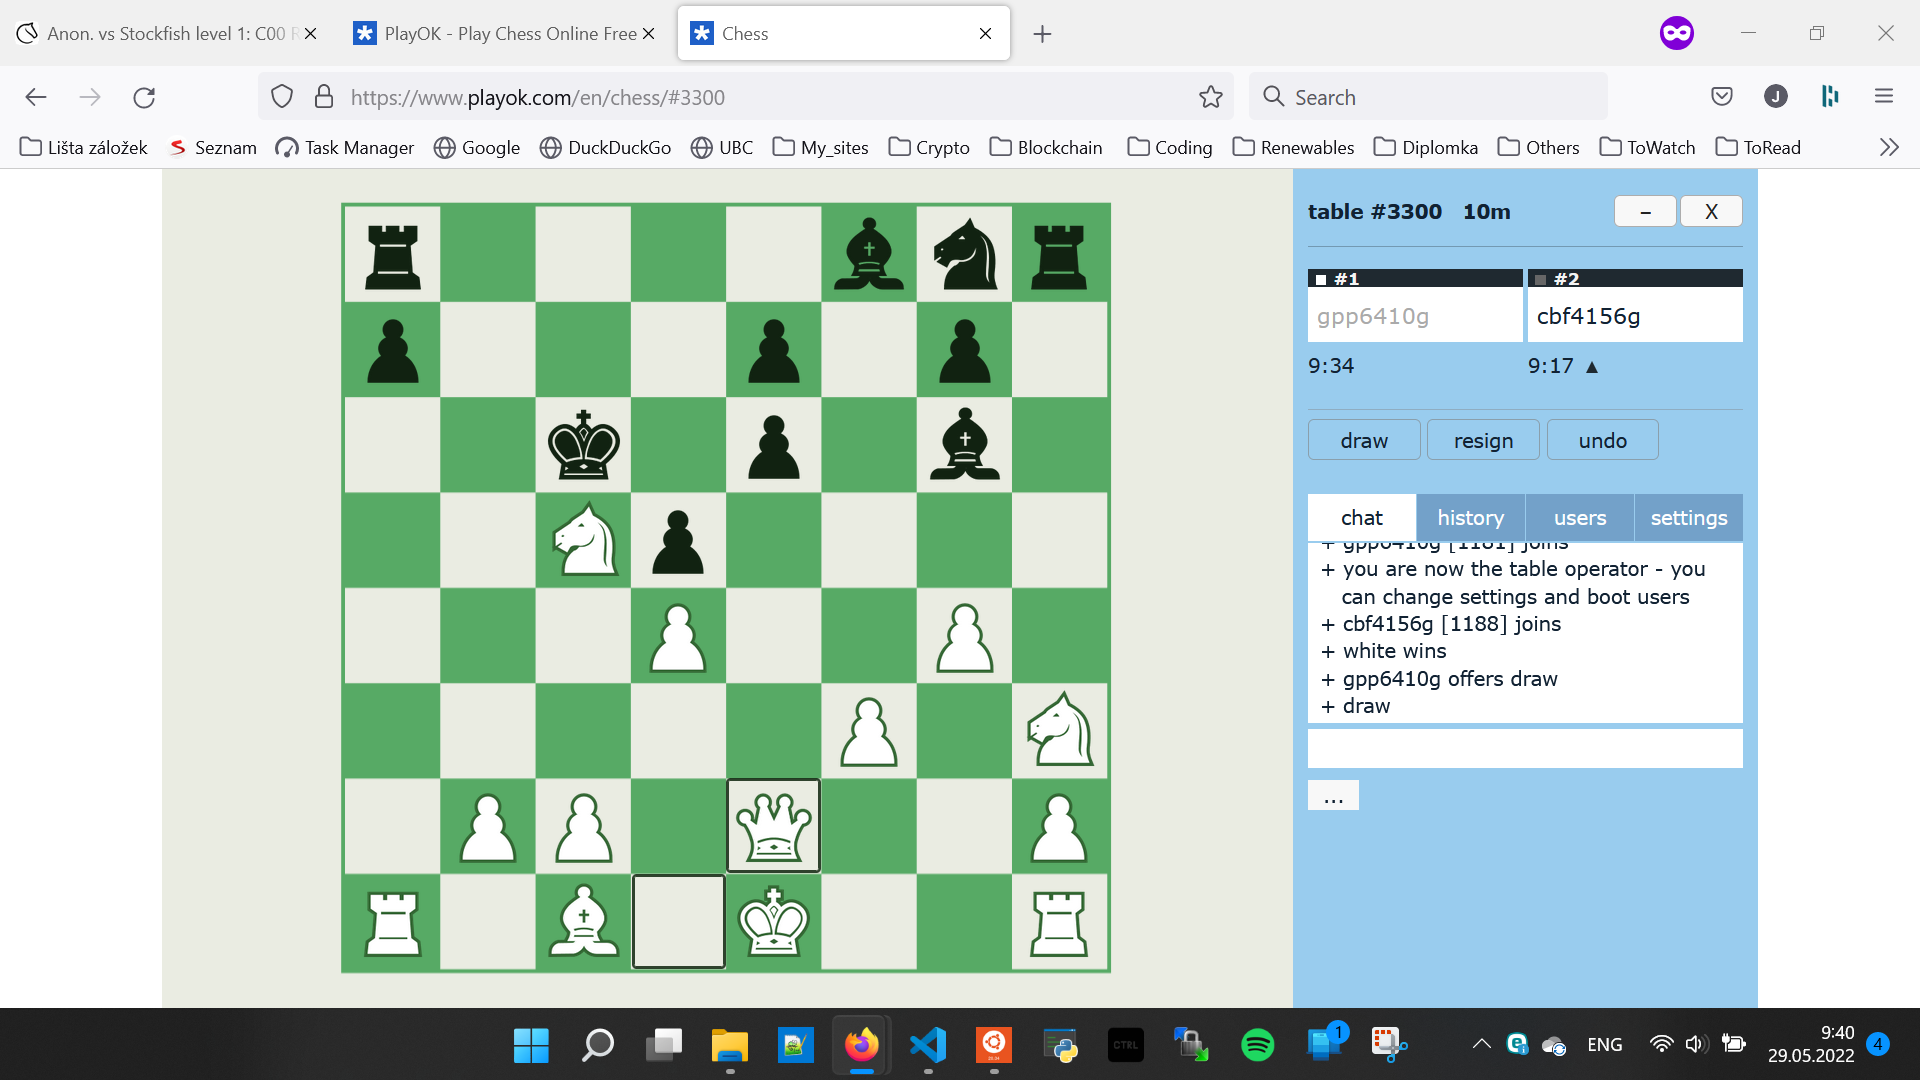 Anon. vs Stockfish level 1: C00 R
PlayOK - Play Chess Online Free
Chess
https://www.playok.com/en/chess/#3300
Search
J
Lišta záložek
Seznam
Task Manager
Google
DuckDuckGo
UBC
My_sites
Crypto
Blockchain
Coding
Renewables
Diplomka
Others
ToWatch
ToRead
table #3300 10m
–
X
#1
#2
gpp6410g
cbf4156g
9:34
9:17 ▲
draw
resign
undo
chat
history
users
settings
+ gpp6410g [1181] joins
+ you are now the table operator - you
can change settings and boot users
+ cbf4156g [1188] joins
+ white wins
+ gpp6410g offers draw
+ draw
...
CTRL
1
ENG
9:40
29.05.2022
4